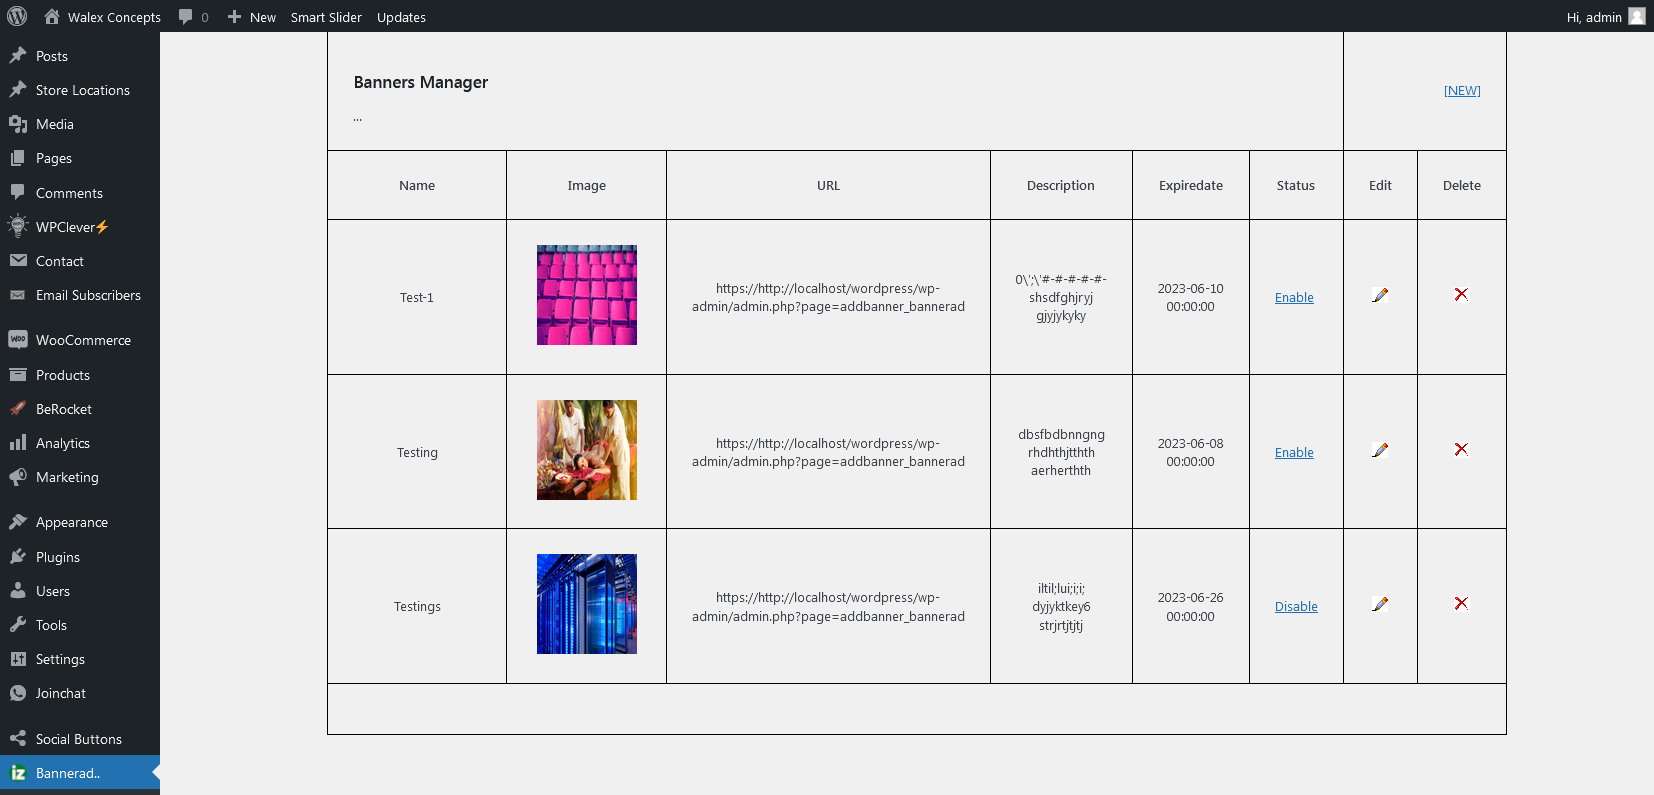 Walex Concepts
0
New
Smart Slider
Updates
Hi, admin
Posts
Store Locations
Media
Pages
Comments
WPClever⚡
Contact
Email Subscribers
WooCommerce
Products
BeRocket
Analytics
Marketing
Appearance
Plugins
Users
Tools
Settings
Joinchat
Social Buttons
Bannerad..
Banners Manager
...
[NEW]
Name
Image
URL
Description
Expiredate
Status
Edit
Delete
Test-1
https://http://localhost/wordpress/wp-
admin/admin.php?page=addbanner_bannerad
0\';\'#-#-#-#-#-
shsdfghjryj
gjyjykyky
2023-06-10
00:00:00
Enable
Testing
https://http://localhost/wordpress/wp-
admin/admin.php?page=addbanner_bannerad
dbsfbdbnngng
rhdhthjtthth
aerherthth
2023-06-08
00:00:00
Enable
Testings
https://http://localhost/wordpress/wp-
admin/admin.php?page=addbanner_bannerad
iltil;lui;i;i;
dyjyktkey6
strjrtjtjtj
2023-06-26
00:00:00
Disable